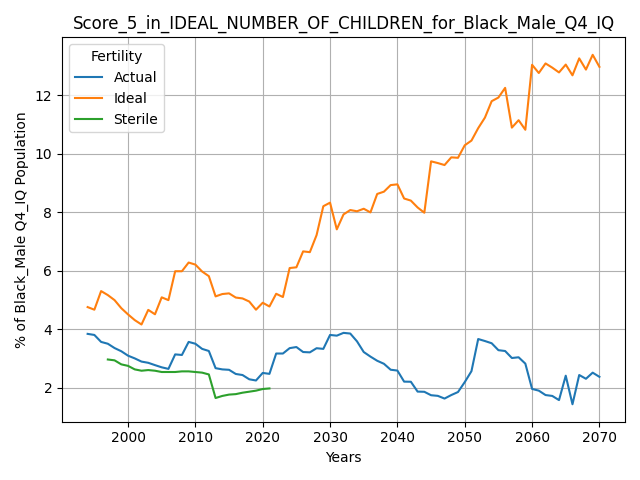 Score_5_in_IDEAL_NUMBER_OF_CHILDREN_for_Black_Male_Q4_IQ
Fertility
Actual
Ideal
Sterile
% of Black_Male Q4_IQ Population
12
10
8
6
4
2
2000
2010
2020
2030
2040
2050
2060
2070
Years